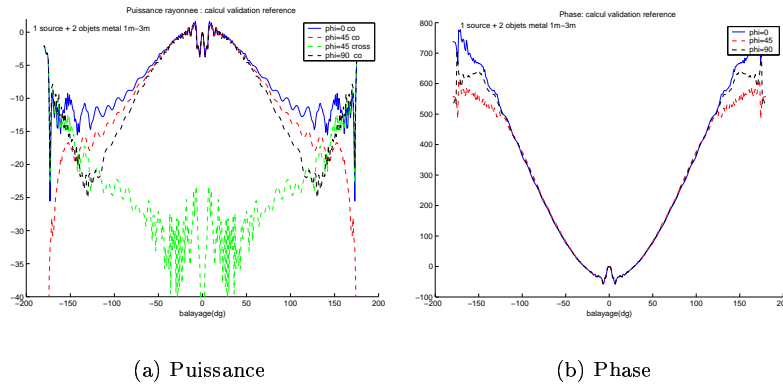 Puissance rayonnee : calcul validation reference
1 source + 2 objets metal 1m–3m
phi=0 co
phi=45 co
phi=45 cross
phi=90 co
0
−5
−10
−15
−20
−25
−30
−35
−40
−200 −150 −100 −50 0 50 100 150 200
balayage(dg)
(a) Puissance
Phase: calcul validation reference
1 source + 2 objets metal 1m–3m
phi=0
phi=45
phi=90
800
700
600
500
400
300
200
100
0
−100
−200 −150 −100 −50 0 50 100 150 200
balayage(dg)
(b) Phase